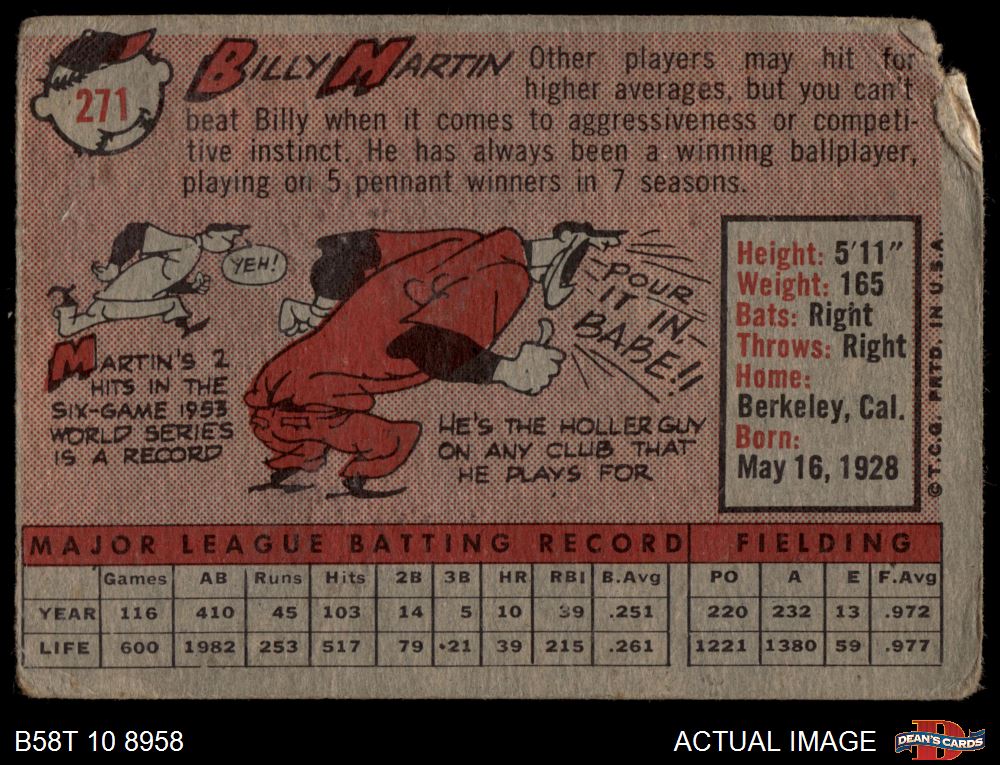 271
BILLY MARTIN
Other players may hit for
higher averages, but you can't
beat Billy when it comes to aggressiveness or competi-
tive instinct. He has always been a winning ballplayer,
playing on 5 pennant winners in 7 seasons.
YEH!
MARTIN'S 2
HITS IN THE
SIX-GAME 1953
WORLD SERIES
IS A RECORD
POUR
IT IN,
BABE!!
HE'S THE HOLLER GUY
ON ANY CLUB THAT
HE PLAYS FOR
Height: 5'11"
Weight: 165
Bats: Right
Throws: Right
Home:
Berkeley, Cal.
Born:
May 16, 1928
©T.C.G. PRTD. IN U.S.A.
MAJOR LEAGUE BATTING RECORD FIELDING
Games AB Runs Hits 2B 3B HR RBI B.Avg PO A E F.Avg
YEAR 116 410 45 103 14 5 10 39 .251 220 232 13 .972
LIFE 600 1982 253 517 79 21 39 215 .261 1221 1380 59 .977
B58T 10 8958
ACTUAL IMAGE
D
DEAN'S CARDS